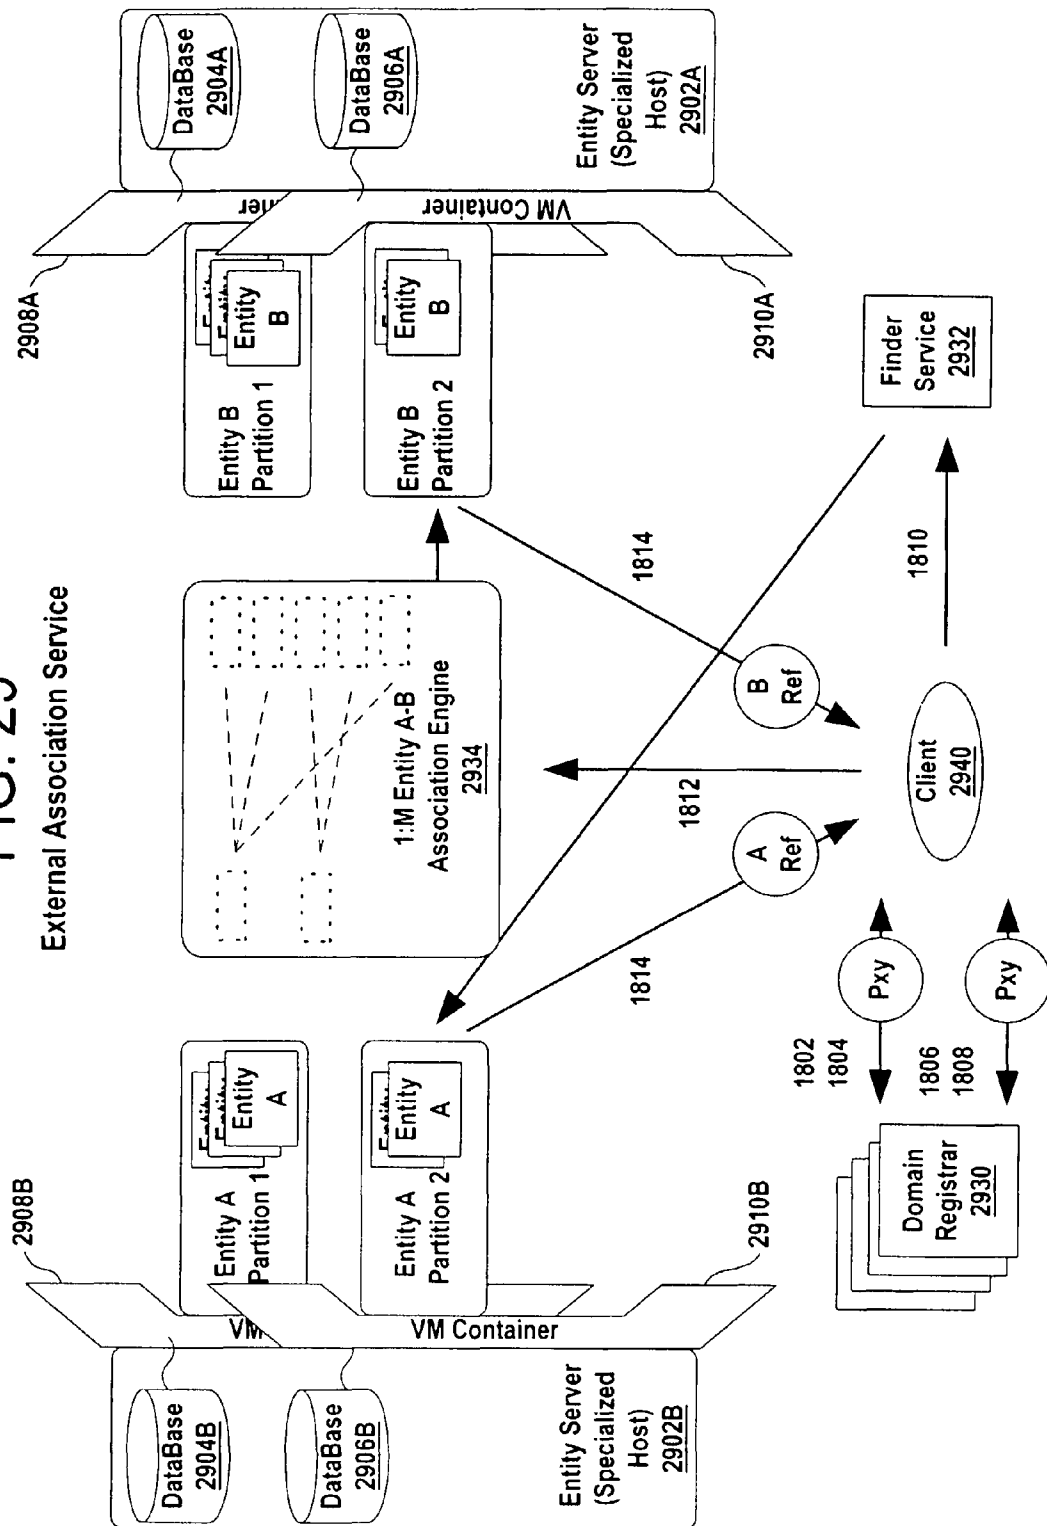 FIG. 29
External Association Service
2908B
2908A
DataBase
2904B
DataBase
2906B
Entity Server
(Specialized
Host)
2902B
VM
VM Container
2910B
Entity A
Partition 1
Entity
A
Entity A
Partition 2
Entity
A
1:M Entity A-B
Association Engine
2934
Entity B
Partition 1
Entity
B
Entity B
Partition 2
Entity
B
VM Container
2910A
DataBase
2904A
DataBase
2906A
Entity Server
(Specialized
Host)
2902A
1814
A
Ref
1812
B
Ref
1814
1802
1804
Pxy
1806
1808
Pxy
Domain
Registrar
2930
Client
2940
1810
Finder
Service
2932